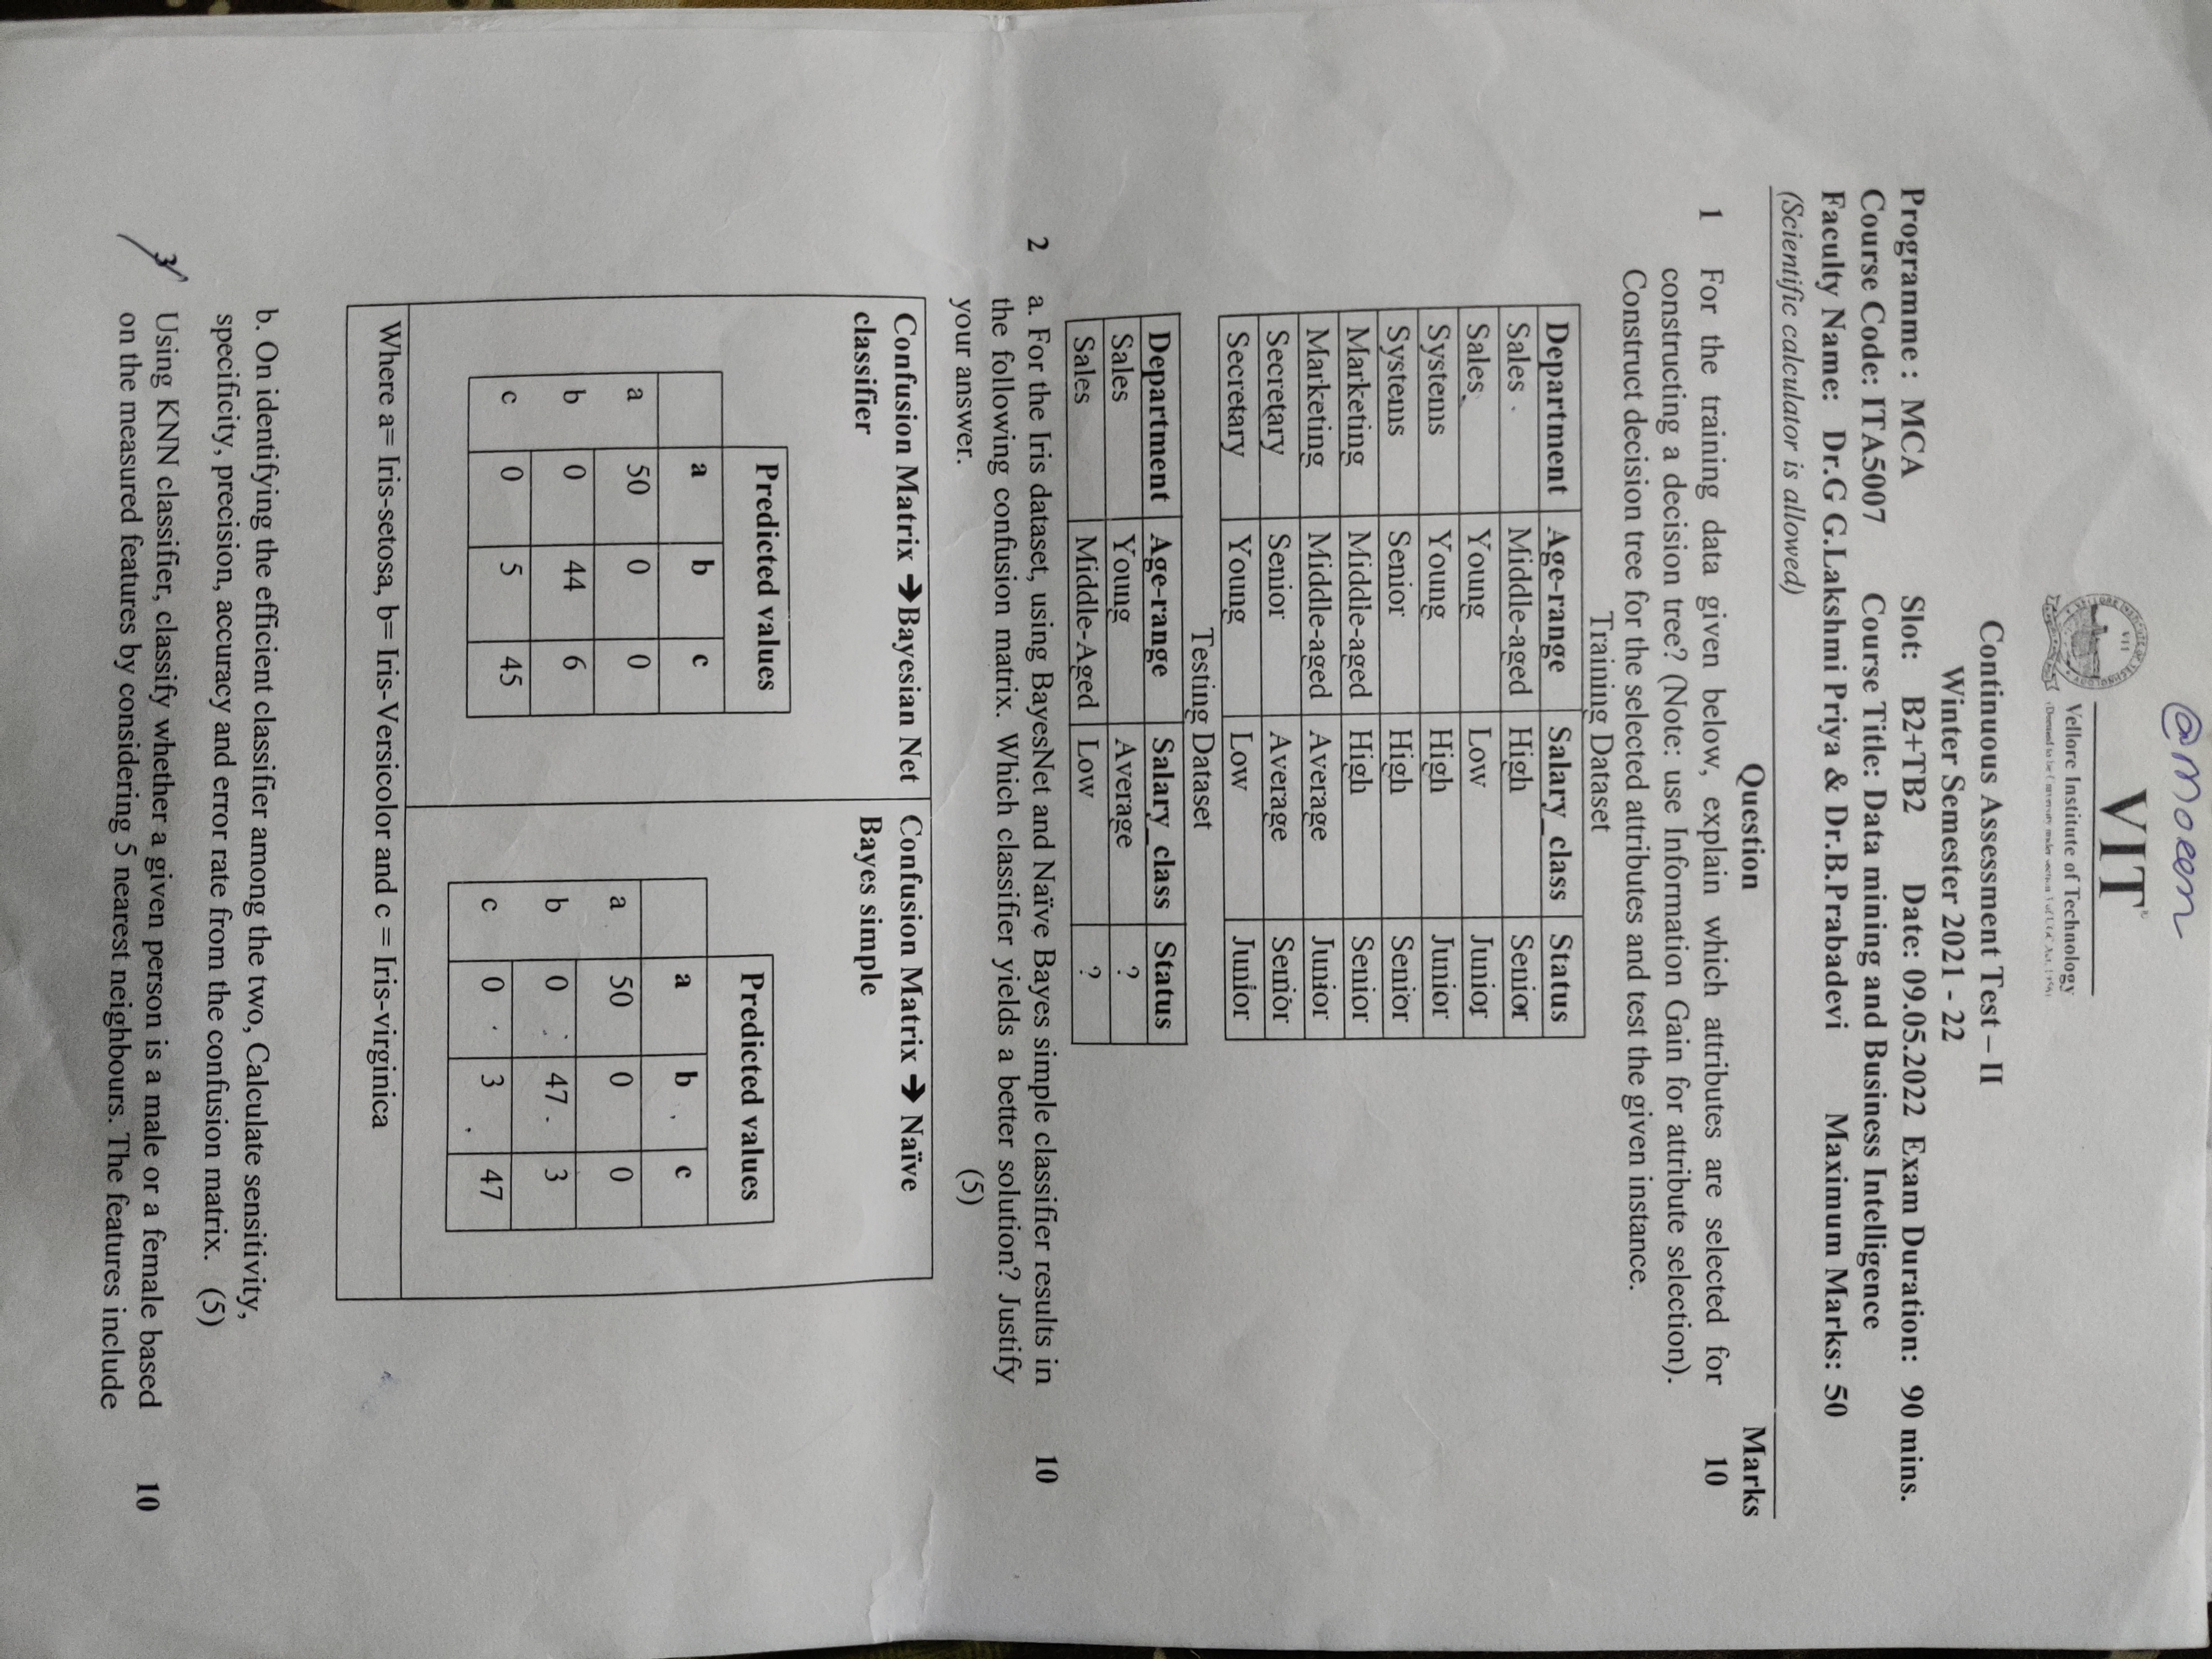 @moeen
VIT
Vellore Institute of Technology
(Deemed to be University under section 3 of UGC Act, 1956)
Continuous Assessment Test – II
Winter Semester 2021 - 22
Programme : MCA Slot: B2+TB2 Date: 09.05.2022 Exam Duration: 90 mins.
Course Code: ITA5007 Course Title: Data mining and Business Intelligence
Faculty Name: Dr.G G.Lakshmi Priya & Dr.B.Prabadevi Maximum Marks: 50
(Scientific calculator is allowed)
Question Marks
1 For the training data given below, explain which attributes are selected for 10
constructing a decision tree? (Note: use Information Gain for attribute selection).
Construct decision tree for the selected attributes and test the given instance.
Training Dataset
Department Age-range Salary_class Status
Sales Middle-aged High Senior
Sales Young Low Junior
Systems Young High Junior
Systems Senior High Senior
Marketing Middle-aged High Senior
Marketing Middle-aged Average Junior
Secretary Senior Average Senior
Secretary Young Low Junior
Testing Dataset
Department Age-range Salary_class Status
Sales Young Average ?
Sales Middle-Aged Low ?
2 a. For the Iris dataset, using BayesNet and Naïve Bayes simple classifier results in 10
the following confusion matrix. Which classifier yields a better solution? Justify
your answer. (5)
Confusion Matrix ➔Bayesian Net
classifier
Predicted values
a b c
a 50 0 0
b 0 44 6
c 0 5 45
Confusion Matrix ➔ Naïve
Bayes simple
Predicted values
a b c
a 50 0 0
b 0 47 3
c 0 3 47
Where a= Iris-setosa, b= Iris-Versicolor and c = Iris-virginica
b. On identifying the efficient classifier among the two, Calculate sensitivity,
specificity, precision, accuracy and error rate from the confusion matrix. (5)
3 Using KNN classifier, classify whether a given person is a male or a female based 10
on the measured features by considering 5 nearest neighbours. The features include